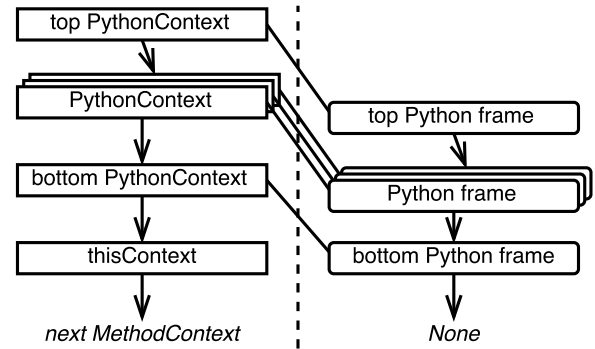 top PythonContext
PythonContext
bottom PythonContext
thisContext
next MethodContext
top Python frame
Python frame
bottom Python frame
None